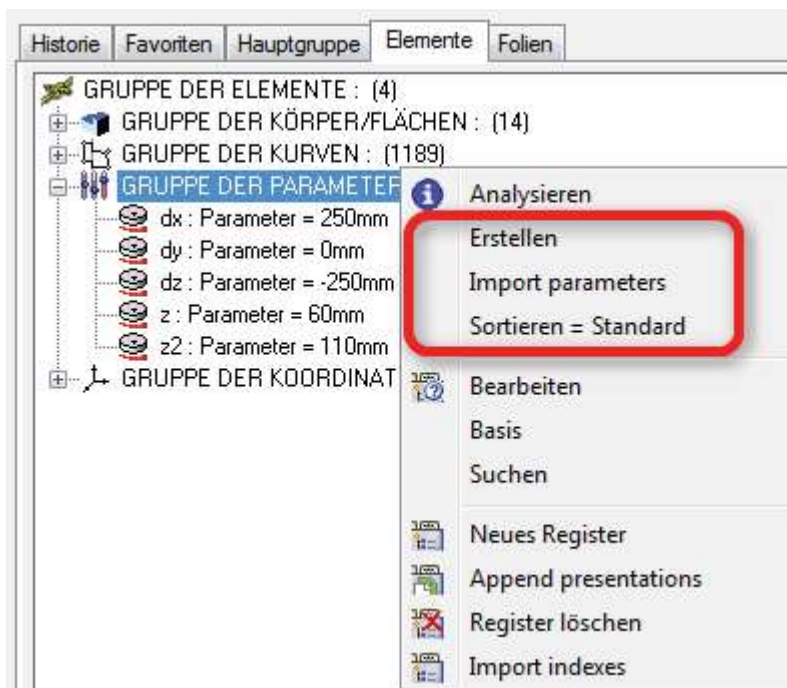 Historie Favoriten Hauptgruppe Elemente Folien
GRUPPE DER ELEMENTE : (4)
GRUPPE DER KÖRPER/FLÄCHEN : (14)
GRUPPE DER KURVEN : (1189)
GRUPPE DER PARAMETER
dx : Parameter = 250mm
dy : Parameter = 0mm
dz : Parameter = -250mm
z : Parameter = 60mm
z2 : Parameter = 110mm
GRUPPE DER KOORDINAT
Analysieren
Erstellen
Import parameters
Sortieren = Standard
Bearbeiten
Basis
Suchen
Neues Register
Append presentations
Register löschen
Import indexes